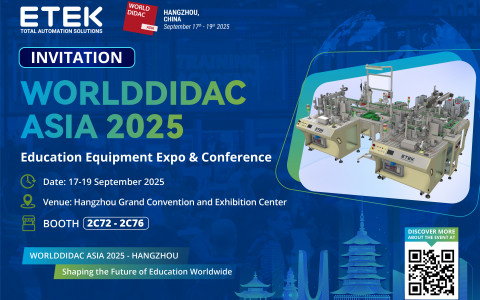 ETEK
TOTAL AUTOMATION SOLUTIONS
WORLD
DIDAC
HANGZHOU,
CHINA
September 17th - 19th 2025
INVITATION
WORLDDIDAC
ASIA 2025
Education Equipment Expo & Conference
Date: 17-19 September 2025
Venue: Hangzhou Grand Convention and Exhibition Center
BOOTH 2C72 - 2C76
WORLDDIDAC ASIA 2025 - HANGZHOU
Shaping the Future of Education Worldwide
ETEK
ETEK
DISCOVER MORE
ABOUT THE EVENT AT